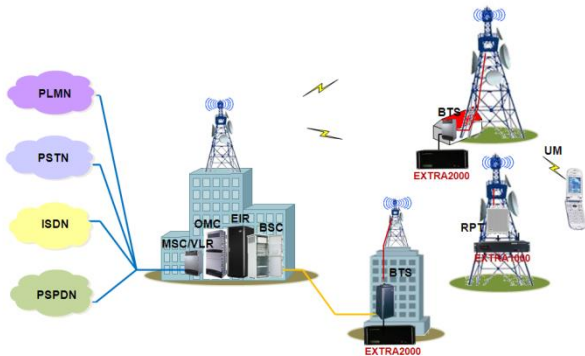 PLMN
PSTN
ISDN
PSPDN
MSC/VLR
OMC
EIR
BSC
BTS
EXTRA2000
BTS
EXTRA2000
RPT
EXTRA1000
UM